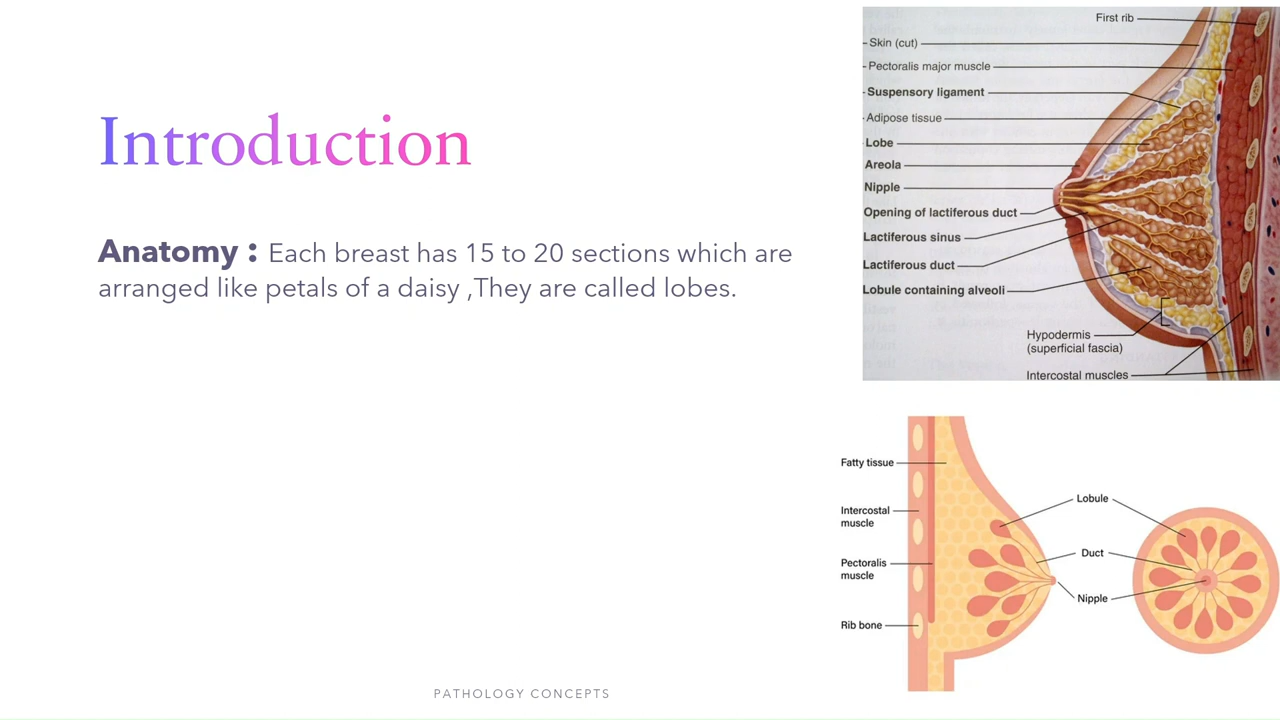 Introduction
Anatomy : Each breast has 15 to 20 sections which are
arranged like petals of a daisy ,They are called lobes.
First rib
Skin (cut)
Pectoralis major muscle
Suspensory ligament
Adipose tissue
Lobe
Areola
Nipple
Opening of lactiferous duct
Lactiferous sinus
Lactiferous duct
Lobule containing alveoli
Hypodermis
(superficial fascia)
Intercostal muscles
Fatty tissue
Intercostal
muscle
Pectoralis
muscle
Rib bone
Lobule
Duct
Nipple
PATHOLOGY CONCEPTS